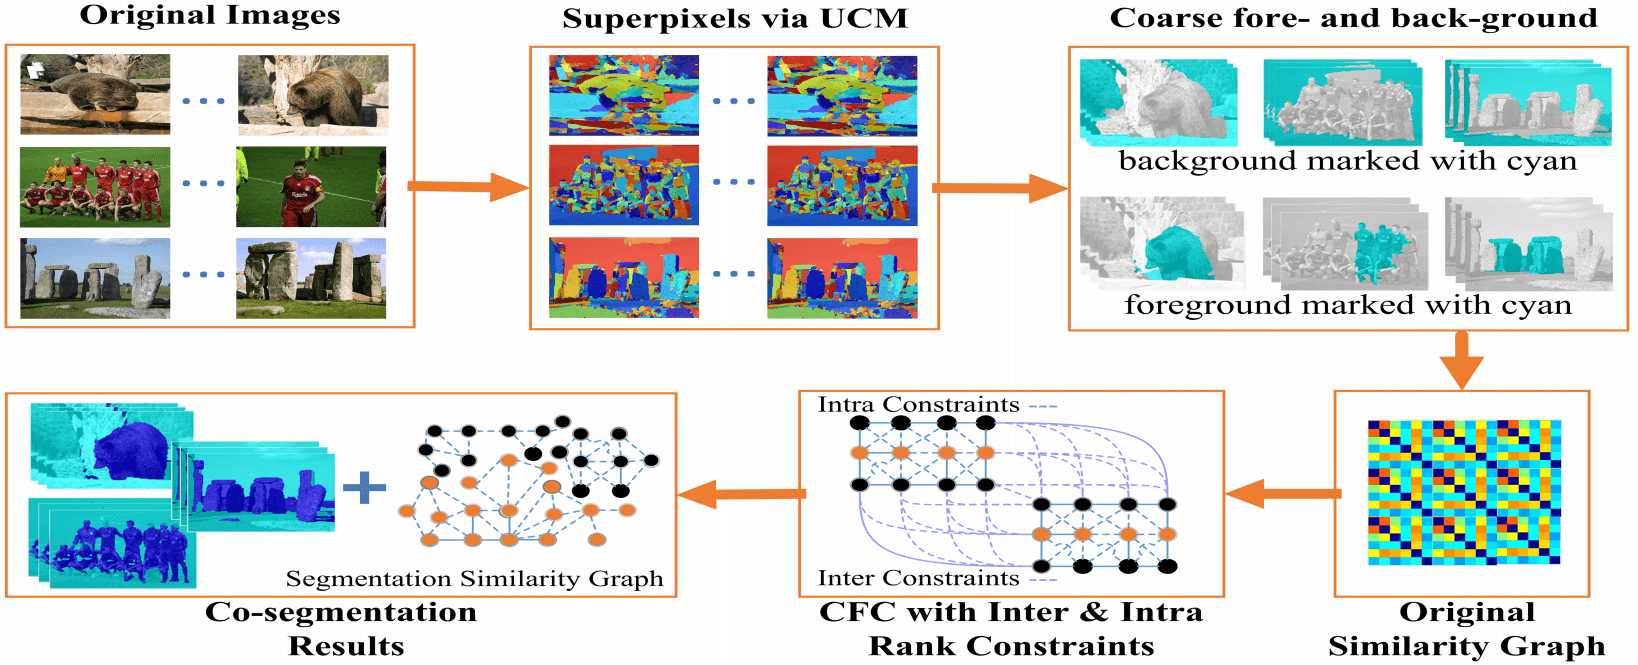 Original Images
Superpixels via UCM
Coarse fore- and back-ground
background marked with cyan
foreground marked with cyan
Original
Similarity Graph
Intra Constraints
Inter Constraints
CFC with Inter & Intra
Rank Constraints
Segmentation Similarity Graph
Co-segmentation
Results